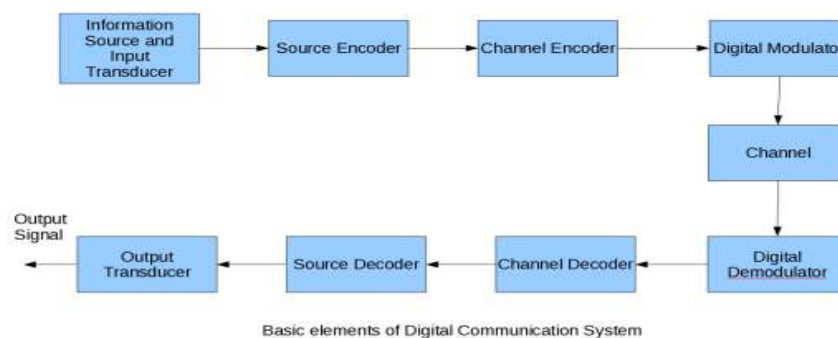 Information
Source and
Input
Transducer
Source Encoder
Channel Encoder
Digital Modulato
Channel
Output
Signal
Output
Transducer
Source Decoder
Channel Decoder
Digital
Demodulator
Basic elements of Digital Communication System